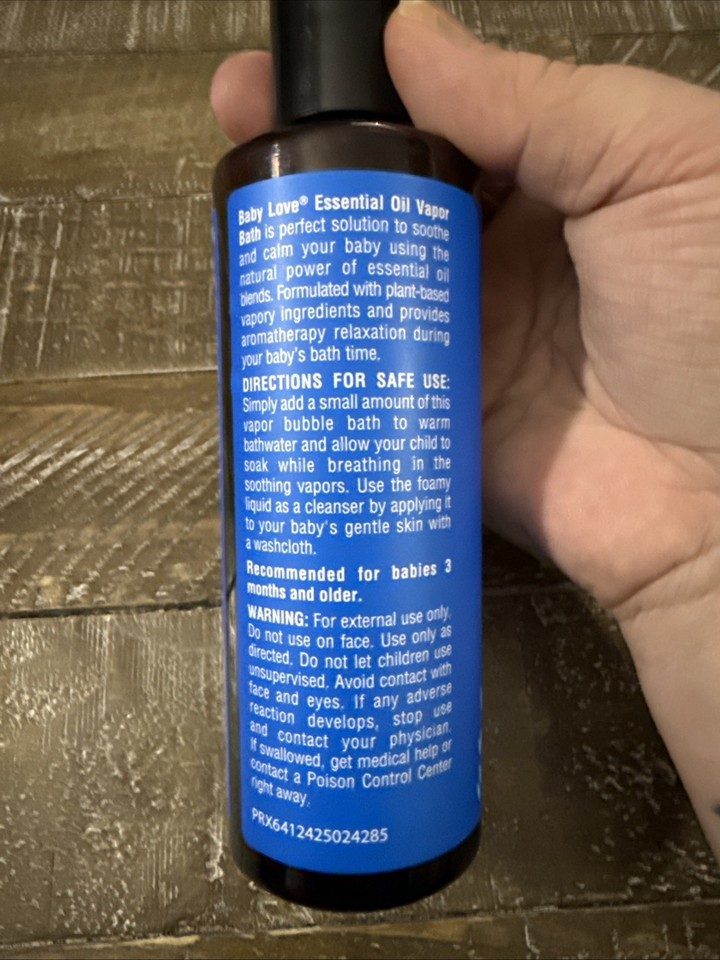 Baby Love® Essential Oil Vapor
Bath is perfect solution to soothe
and calm your baby using the
natural power of essential oil
blends. Formulated with plant-based
vapory ingredients and provides
aromatherapy relaxation during
your baby's bath time.
DIRECTIONS FOR SAFE USE:
Simply add a small amount of this
vapor bubble bath to warm
bathwater and allow your child to
soak while breathing in the
soothing vapors. Use the foamy
liquid as a cleanser by applying it
to your baby's gentle skin with
a washcloth.
Recommended for babies 3
months and older.
WARNING: For external use only.
Do not use on face. Use only as
directed. Do not let children use
unsupervised. Avoid contact with
face and eyes. If any adverse
reaction develops, stop use
and contact your physician.
If swallowed, get medical help or
contact a Poison Control Center
right away.
PRX6412425024285